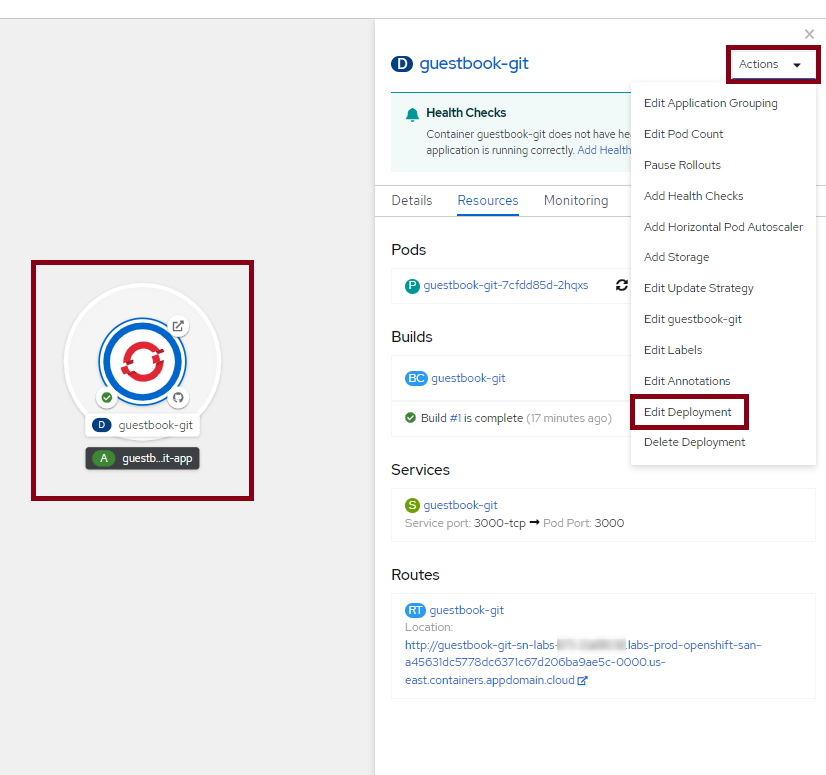 D guestbook-git
Actions
Health Checks
Container guestbook-git does not have he
application is running correctly. Add Health
Edit Application Grouping
Edit Pod Count
Pause Rollouts
Add Health Checks
Add Horizontal Pod Autoscaler
Add Storage
Edit Update Strategy
Edit guestbook-git
Edit Labels
Edit Annotations
Edit Deployment
Delete Deployment
Details Resources Monitoring
Pods
P guestbook-git-7cfdd85d-2hqxs
Builds
BC guestbook-git
Build #1 is complete (17 minutes ago)
Services
S guestbook-git
Service port: 3000-tcp ➞ Pod Port: 3000
Routes
RT guestbook-git
Location:
http://guestbook-git-sn-labs- .labs-prod-openshift-san-
a45631dc5778dc6371c67d206ba9ae5c-0000.us-
east.containers.appdomain.cloud
D guestbook-git
A guestb...it-app